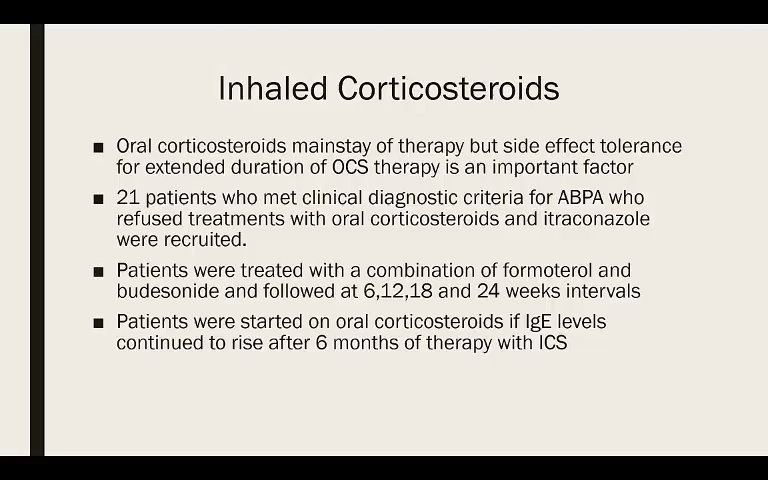 Inhaled Corticosteroids
■ Oral corticosteroids mainstay of therapy but side effect tolerance
for extended duration of OCS therapy is an important factor
■ 21 patients who met clinical diagnostic criteria for ABPA who
refused treatments with oral corticosteroids and itraconazole
were recruited.
■ Patients were treated with a combination of formoterol and
budesonide and followed at 6,12,18 and 24 weeks intervals
■ Patients were started on oral corticosteroids if IgE levels
continued to rise after 6 months of therapy with ICS